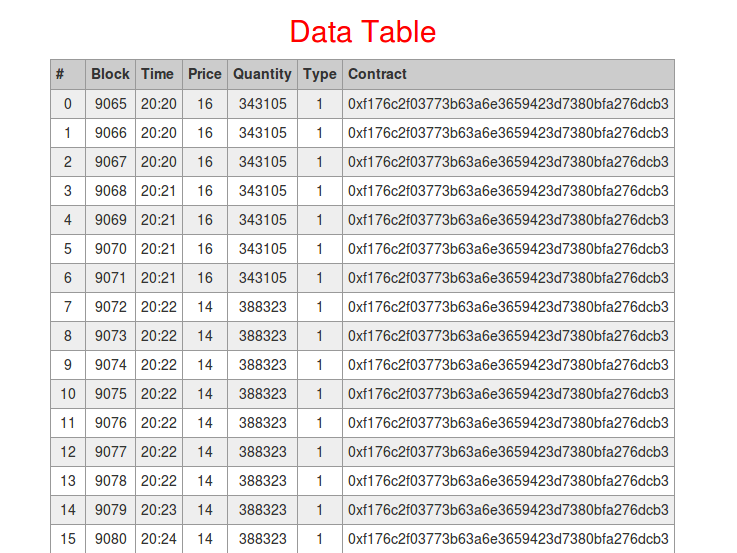 Data Table
# Block Time Price Quantity Type Contract
0 9065 20:20 16 343105 1 0xf176c2f03773b63a6e3659423d7380bfa276dcb3
1 9066 20:20 16 343105 1 0xf176c2f03773b63a6e3659423d7380bfa276dcb3
2 9067 20:20 16 343105 1 0xf176c2f03773b63a6e3659423d7380bfa276dcb3
3 9068 20:21 16 343105 1 0xf176c2f03773b63a6e3659423d7380bfa276dcb3
4 9069 20:21 16 343105 1 0xf176c2f03773b63a6e3659423d7380bfa276dcb3
5 9070 20:21 16 343105 1 0xf176c2f03773b63a6e3659423d7380bfa276dcb3
6 9071 20:21 16 343105 1 0xf176c2f03773b63a6e3659423d7380bfa276dcb3
7 9072 20:22 14 388323 1 0xf176c2f03773b63a6e3659423d7380bfa276dcb3
8 9073 20:22 14 388323 1 0xf176c2f03773b63a6e3659423d7380bfa276dcb3
9 9074 20:22 14 388323 1 0xf176c2f03773b63a6e3659423d7380bfa276dcb3
10 9075 20:22 14 388323 1 0xf176c2f03773b63a6e3659423d7380bfa276dcb3
11 9076 20:22 14 388323 1 0xf176c2f03773b63a6e3659423d7380bfa276dcb3
12 9077 20:22 14 388323 1 0xf176c2f03773b63a6e3659423d7380bfa276dcb3
13 9078 20:22 14 388323 1 0xf176c2f03773b63a6e3659423d7380bfa276dcb3
14 9079 20:23 14 388323 1 0xf176c2f03773b63a6e3659423d7380bfa276dcb3
15 9080 20:24 14 388323 1 0xf176c2f03773b63a6e3659423d7380bfa276dcb3